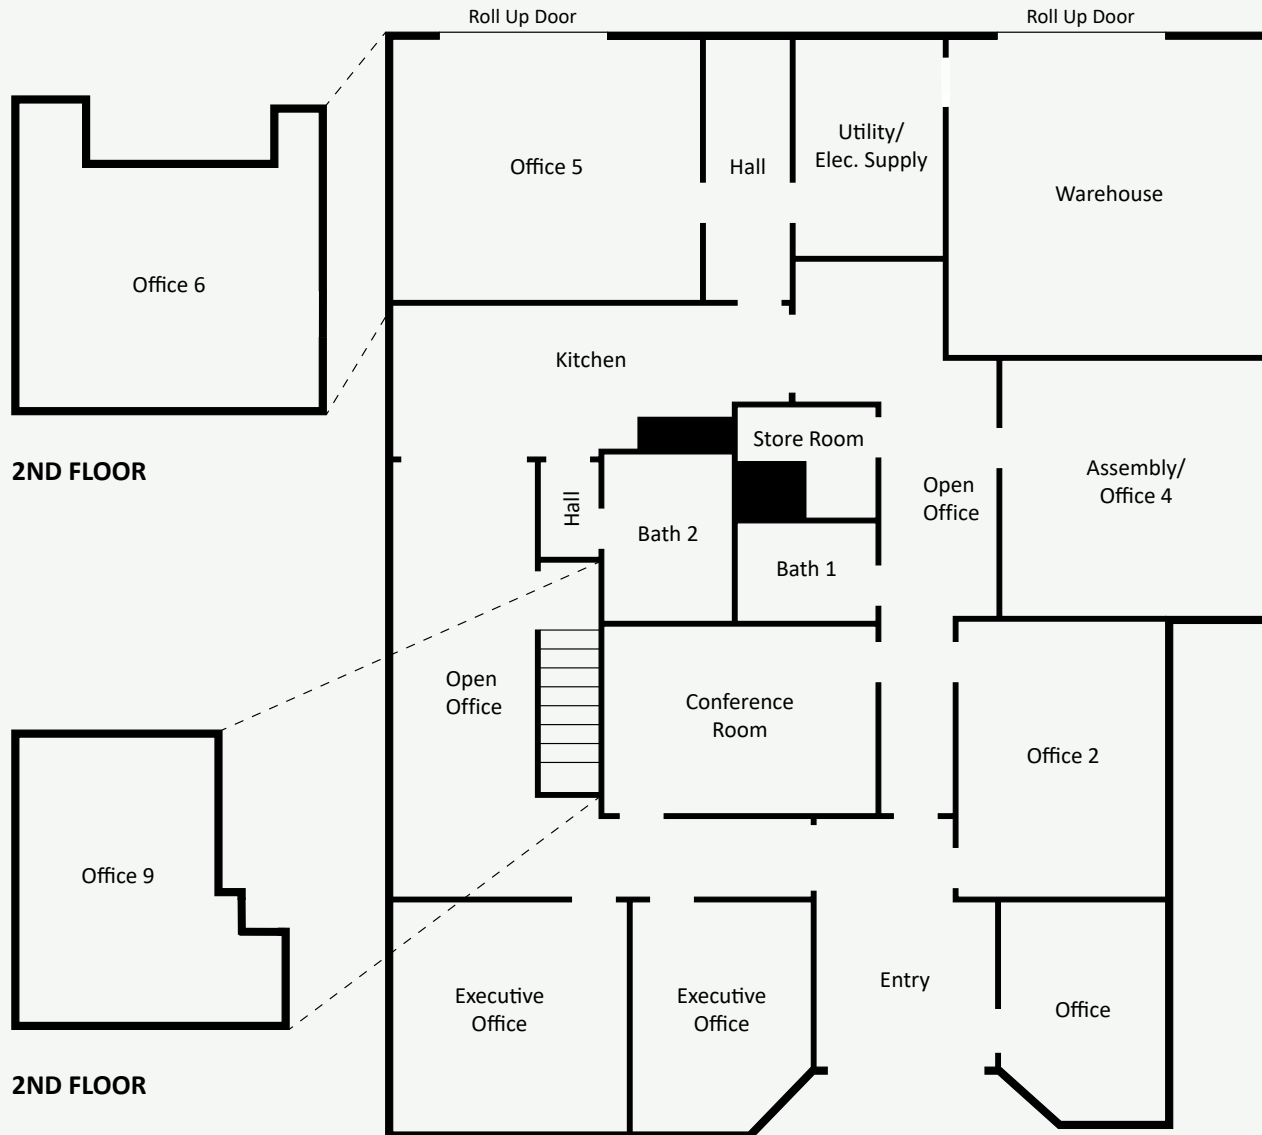 Roll Up Door
Roll Up Door
Office 5
Hall
Utility/
Elec. Supply
Warehouse
Office 6
2ND FLOOR
Kitchen
Store Room
Hall
Bath 2
Bath 1
Open
Office
Assembly/
Office 4
Open
Office
Conference
Room
Office 2
Office 9
2ND FLOOR
Executive
Office
Executive
Office
Entry
Office